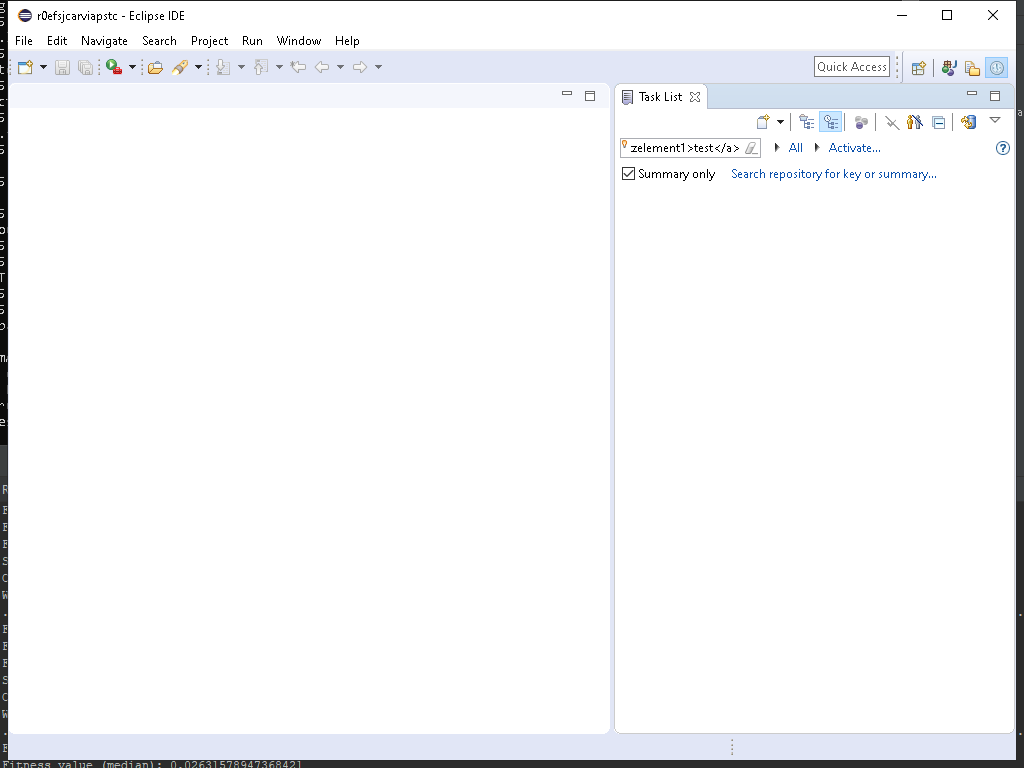 r0efsjcarviapstc - Eclipse IDE
File Edit Navigate Search Project Run Window Help
Quick Access
Task List
zelement1>test</a>
All
Activate...
Summary only
Search repository for key or summary...
Fitness value (median): 0.02631578947368421